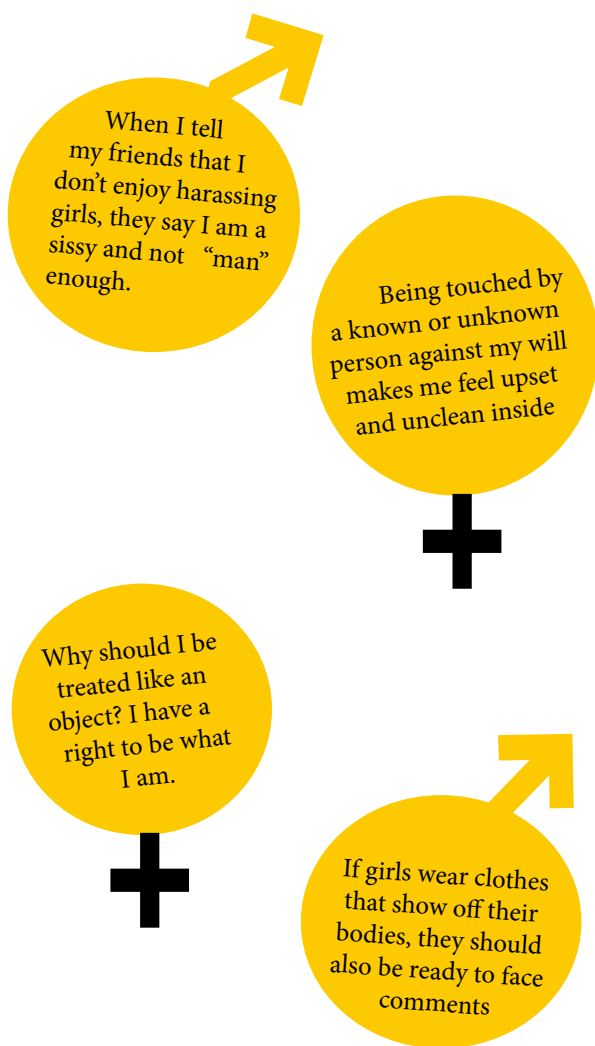 When I tell
my friends that I
don’t enjoy harassing
girls, they say I am a
sissy and not “man”
enough.
Being touched by
a known or unknown
person against my will
makes me feel upset
and unclean inside
Why should I be
treated like an
object? I have a
right to be what
I am.
If girls wear clothes
that show off their
bodies, they should
also be ready to face
comments